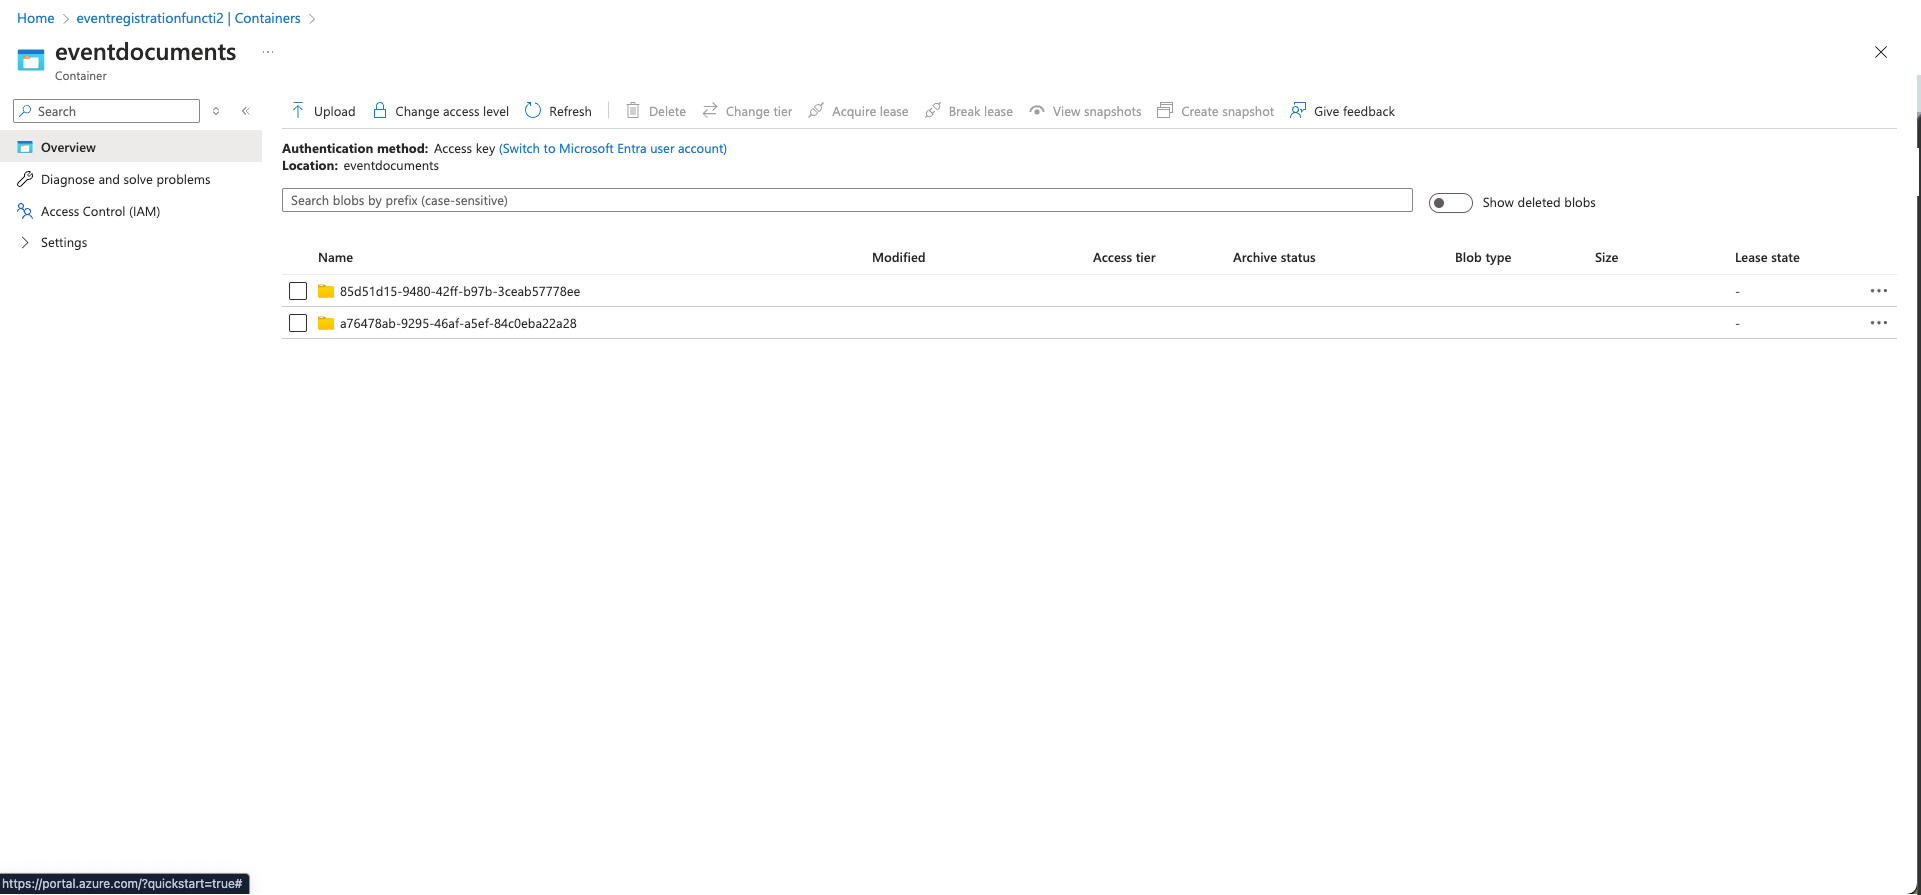 Home > eventregistrationfuncti2 | Containers >
eventdocuments ...
Container
Search
Overview
Diagnose and solve problems
Access Control (IAM)
Settings
Upload Change access level Refresh Delete Change tier Acquire lease Break lease View snapshots Create snapshot Give feedback
Authentication method: Access key (Switch to Microsoft Entra user account)
Location: eventdocuments
Search blobs by prefix (case-sensitive)
Show deleted blobs
Name Modified Access tier Archive status Blob type Size Lease state
85d51d15-9480-42ff-b97b-3ceab57778ee - ...
a76478ab-9295-46af-a5ef-84c0eba22a28 - ...
https://portal.azure.com/?quickstart=true#